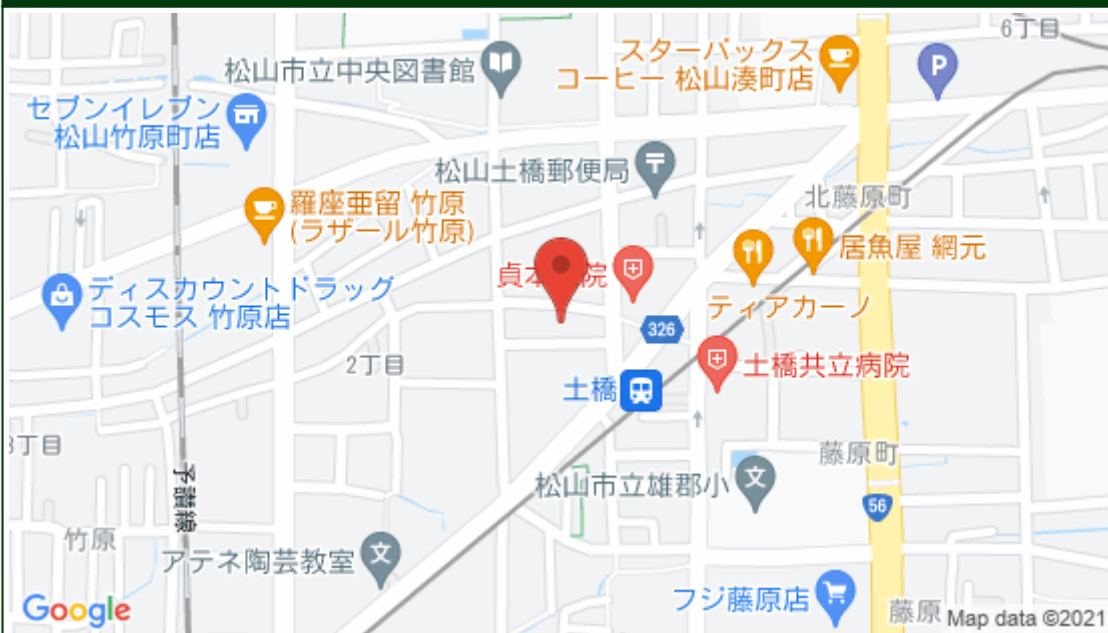 6丁目
スターバックス
コーヒー 松山湊町店
松山市立中央図書館
P
セブンイレブン
松山竹原町店
松山土橋郵便局
〒
北藤原町
羅座亜留 竹原
(ラザール竹原)
居魚屋 網元
貞本
院
ディスカウントドラッグ
コスモス 竹原店
ティアカーノ
326
2丁目
土橋共立病院
土橋
3丁目
藤原町
予讃線
松山市立雄郡小
文
56
竹原
アテネ陶芸教室
文
フジ藤原店
藤原
Google
Map data ©2021